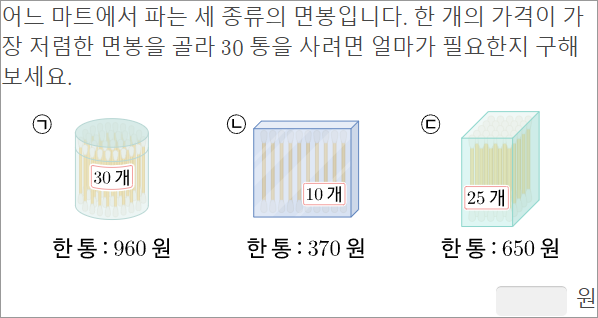 어느 마트에서 파는 세 종류의 면봉입니다. 한 개의 가격이 가
장 저렴한 면봉을 골라 30 통을 사려면 얼마가 필요한지 구해
보세요.
㉠ ㉡ ㉢
30 개 10 개 25 개
한 통 : 960 원 한 통 : 370 원 한 통 : 650 원
원